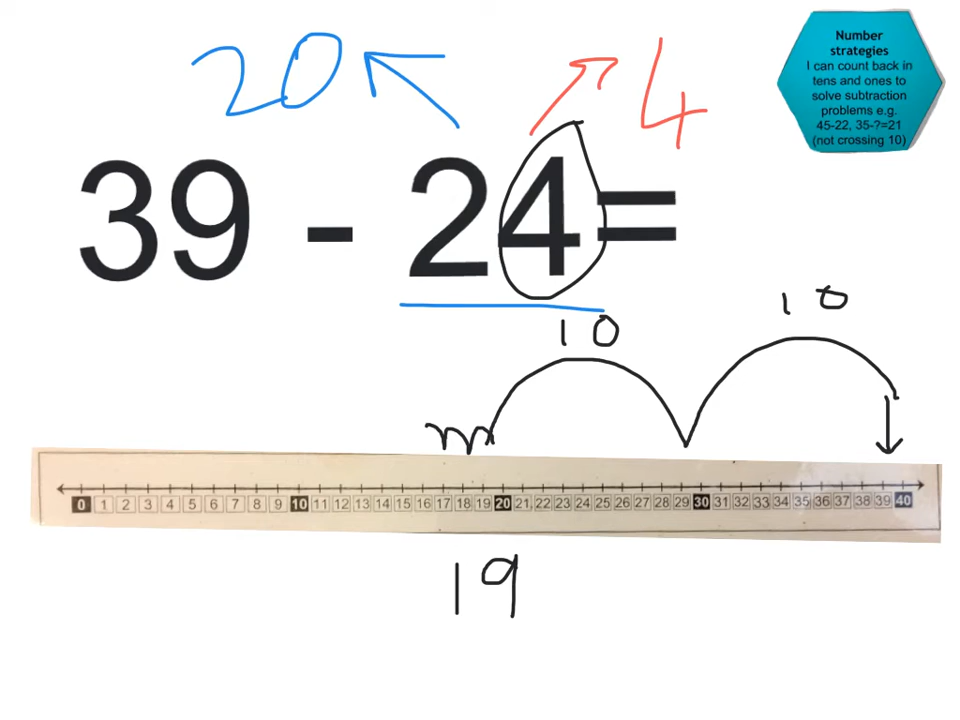 Number
strategies
I can count back in
tens and ones to
solve subtraction
problems e.g.
45-22, 35-?=21
(not crossing 10)
20 4
39 - 24 =
10 10
0 1 2 3 4 5 6 7 8 9 10 11 12 13 14 15 16 17 18 19 20 21 22 23 24 25 26 27 28 29 30 31 32 33 34 35 36 37 38 39 40
19